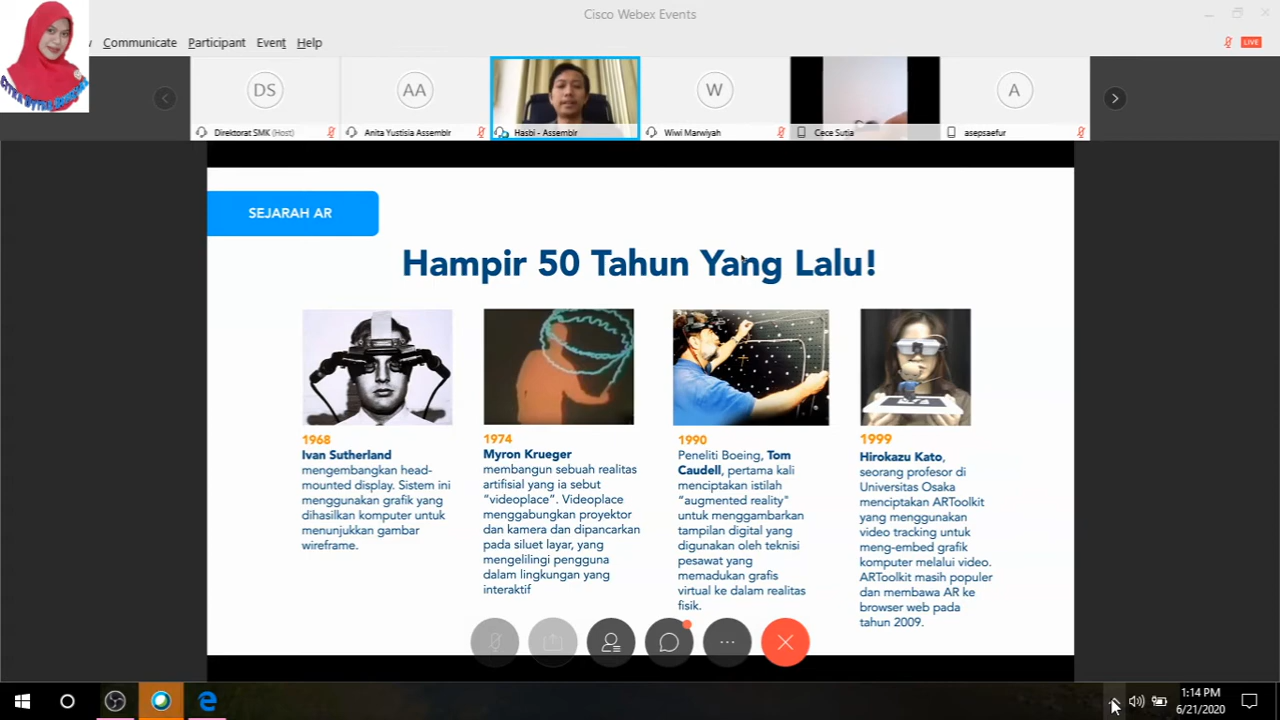 Cisco Webex Events
Communicate Participant Event Help
LIVE
DS
AA
W
A
Direktorat SMK (Host)
Anita Yustisia Assemblr
Hasbi - Assemblr
Wiwi Marwiyah
Cece Sutia
asepsaefur
SEJARAH AR
Hampir 50 Tahun Yang Lalu!
1968
Ivan Sutherland
mengembangkan head-
mounted display. Sistem ini
menggunakan grafik yang
dihasilkan komputer untuk
menunjukkan gambar
wireframe.
1974
Myron Krueger
membangun sebuah realitas
artifisial yang ia sebut
“videoplace”. Videoplace
menggabungkan proyektor
dan kamera dan dipancarkan
pada siluet layar, yang
mengelilingi pengguna
dalam lingkungan yang
interaktif
1990
Peneliti Boeing, Tom
Caudell, pertama kali
menciptakan istilah
“augmented reality"
untuk menggambarkan
tampilan digital yang
digunakan oleh teknisi
pesawat yang
memadukan grafis
virtual ke dalam realitas
fisik.
1999
Hirokazu Kato,
seorang profesor di
Universitas Osaka
menciptakan ARToolkit
yang menggunakan
video tracking untuk
meng-embed grafik
komputer melalui video.
ARToolkit masih populer
dan membawa AR ke
browser web pada
tahun 2009.
1:14 PM
6/21/2020